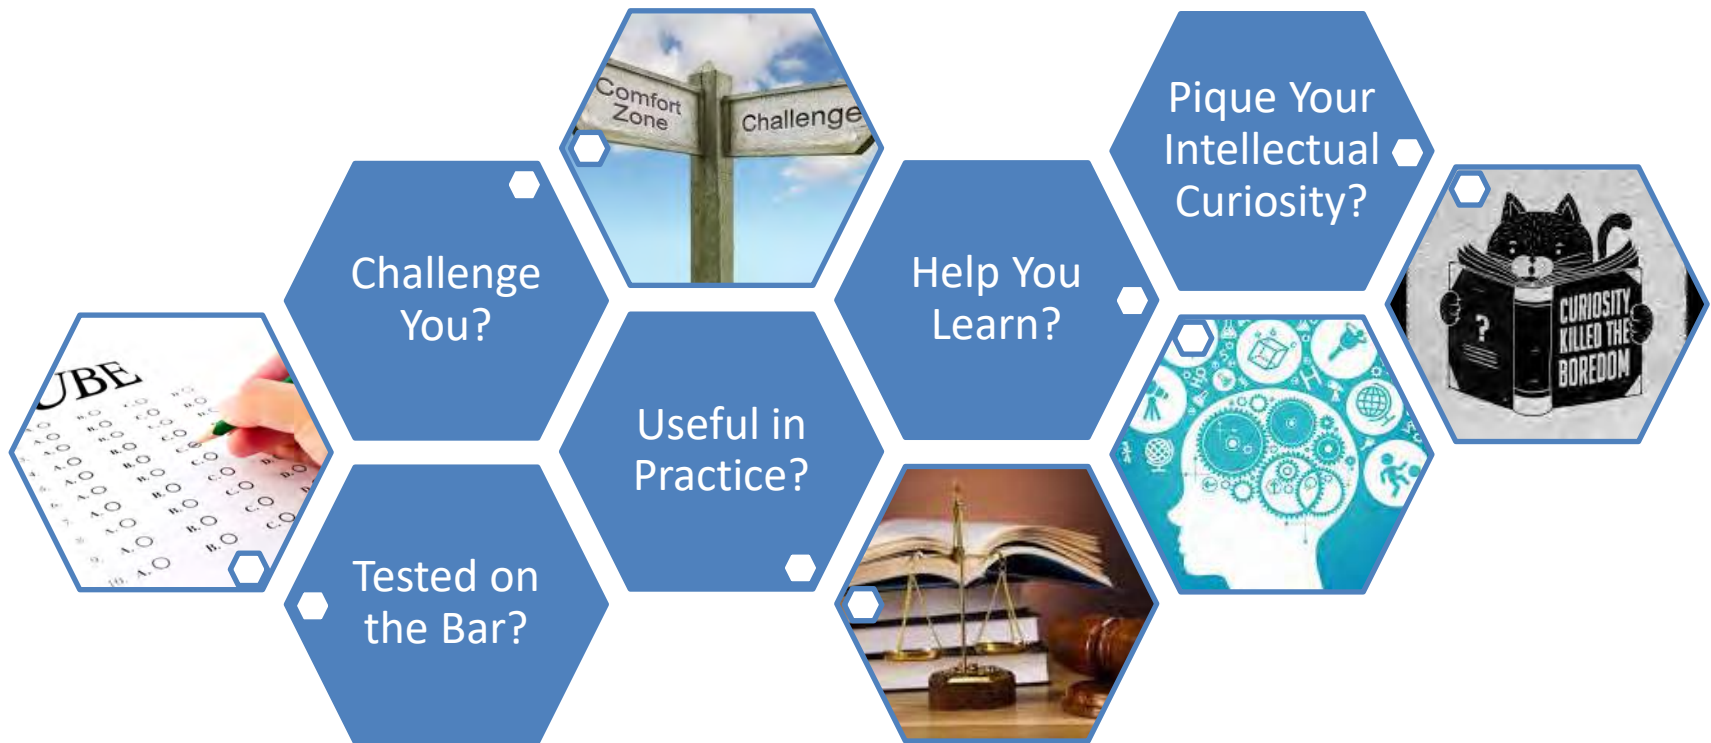 Comfort
Zone
Challenge
Pique Your
Intellectual
Curiosity?
Challenge
You?
Help You
Learn?
?
CURIOSITY
KILLED THE
BOREDOM
UBE
Useful in
Practice?
Tested on
the Bar?